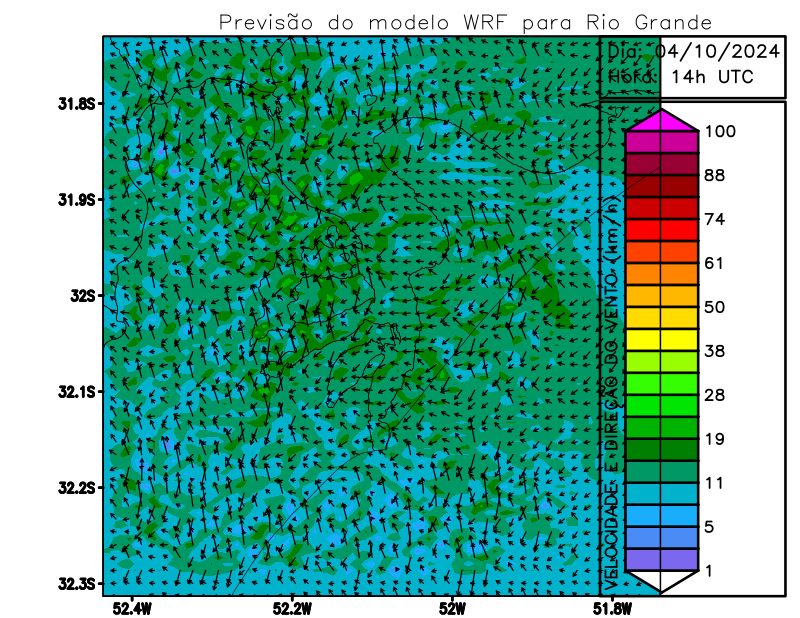 Previsão do modelo WRF para Rio Grande
Dia: 04/10/2024
Hora: 14h UTC
31.8S
31.9S
32S
32.1S
32.2S
32.3S
52.4W
52.2W
52W
51.8W
VELOCIDADE E DIREÇÃO DO VENTO (km/h)
100
88
74
61
50
38
28
19
11
5
1